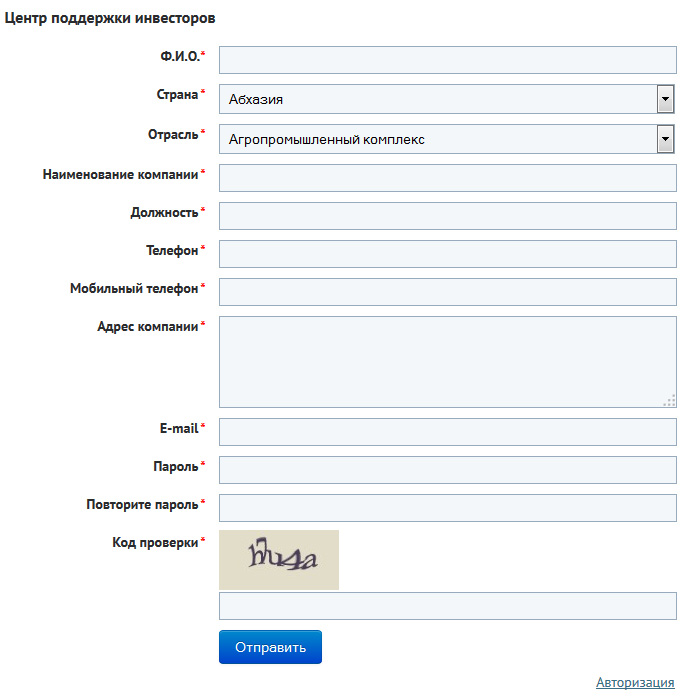 Центр поддержки инвесторов
Ф.И.О.*
Страна* Абхазия
Отрасль* Агропромышленный комплекс
Наименование компании*
Должность*
Телефон*
Мобильный телефон*
Адрес компании*
E-mail*
Пароль*
Повторите пароль*
Код проверки*
Отправить
Авторизация